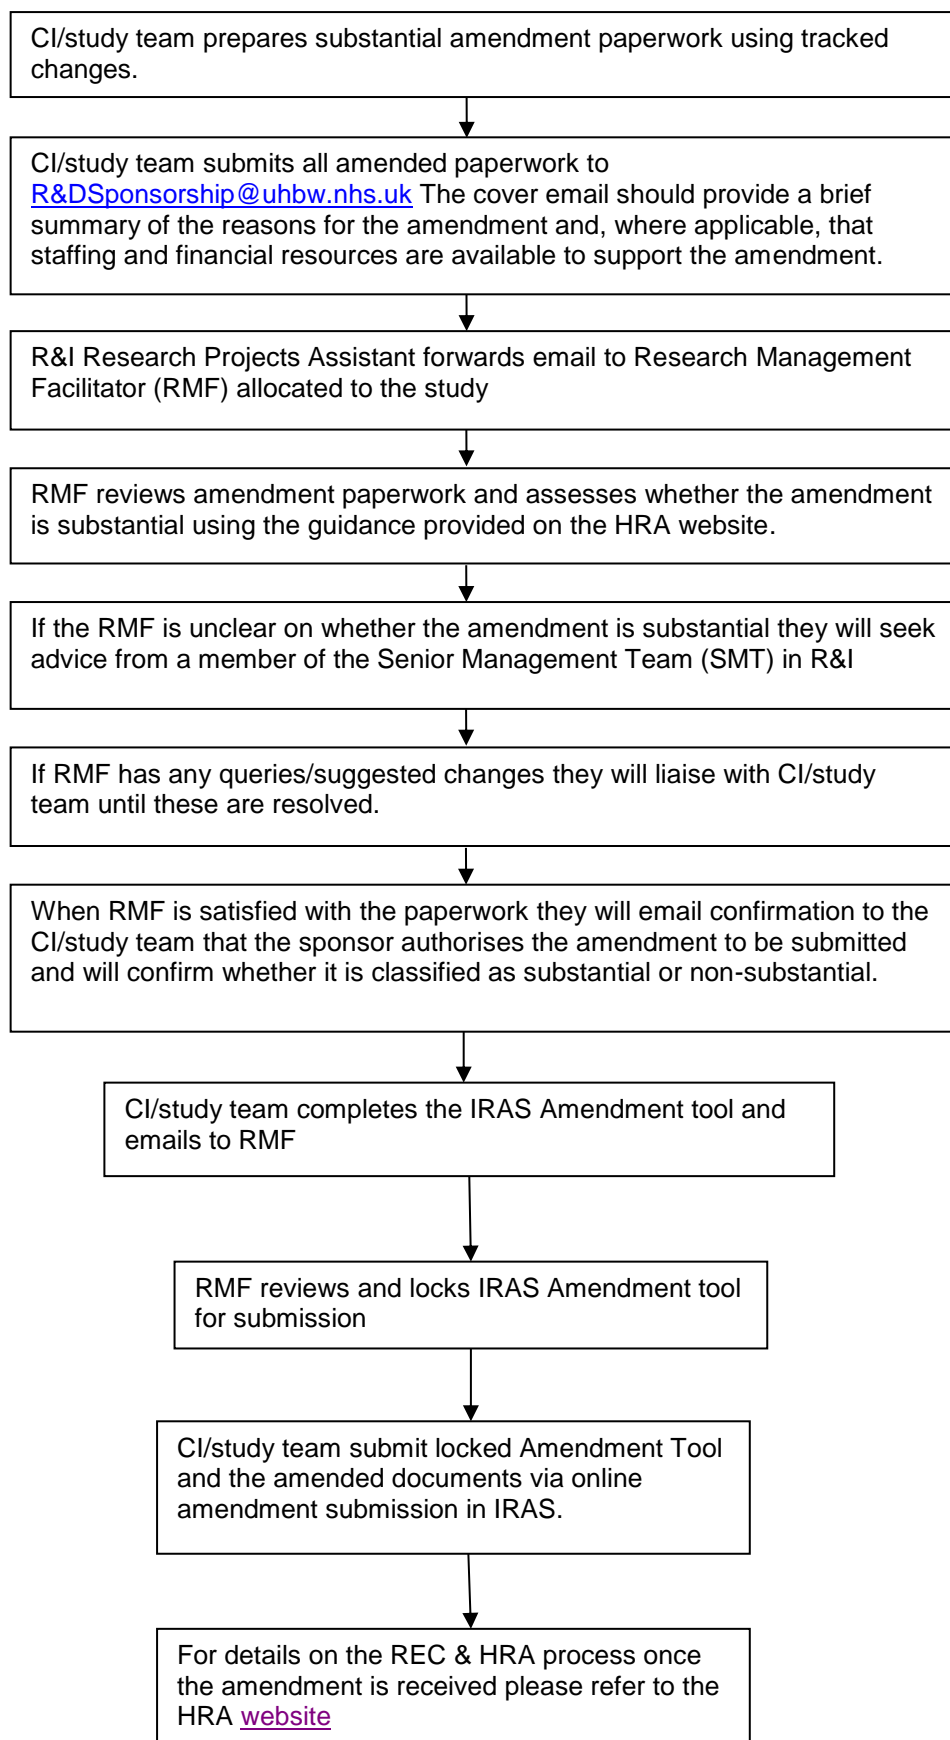 CI/study team prepares substantial amendment paperwork using tracked
changes.
CI/study team submits all amended paperwork to
R&DSponsorship@uhbw.nhs.uk The cover email should provide a brief
summary of the reasons for the amendment and, where applicable, that
staffing and financial resources are available to support the amendment.
R&I Research Projects Assistant forwards email to Research Management
Facilitator (RMF) allocated to the study
RMF reviews amendment paperwork and assesses whether the amendment
is substantial using the guidance provided on the HRA website.
If the RMF is unclear on whether the amendment is substantial they will seek
advice from a member of the Senior Management Team (SMT) in R&I
If RMF has any queries/suggested changes they will liaise with CI/study
team until these are resolved.
When RMF is satisfied with the paperwork they will email confirmation to the
CI/study team that the sponsor authorises the amendment to be submitted
and will confirm whether it is classified as substantial or non-substantial.
CI/study team completes the IRAS Amendment tool and
emails to RMF
RMF reviews and locks IRAS Amendment tool
for submission
CI/study team submit locked Amendment Tool
and the amended documents via online
amendment submission in IRAS.
For details on the REC & HRA process once
the amendment is received please refer to the
HRA website